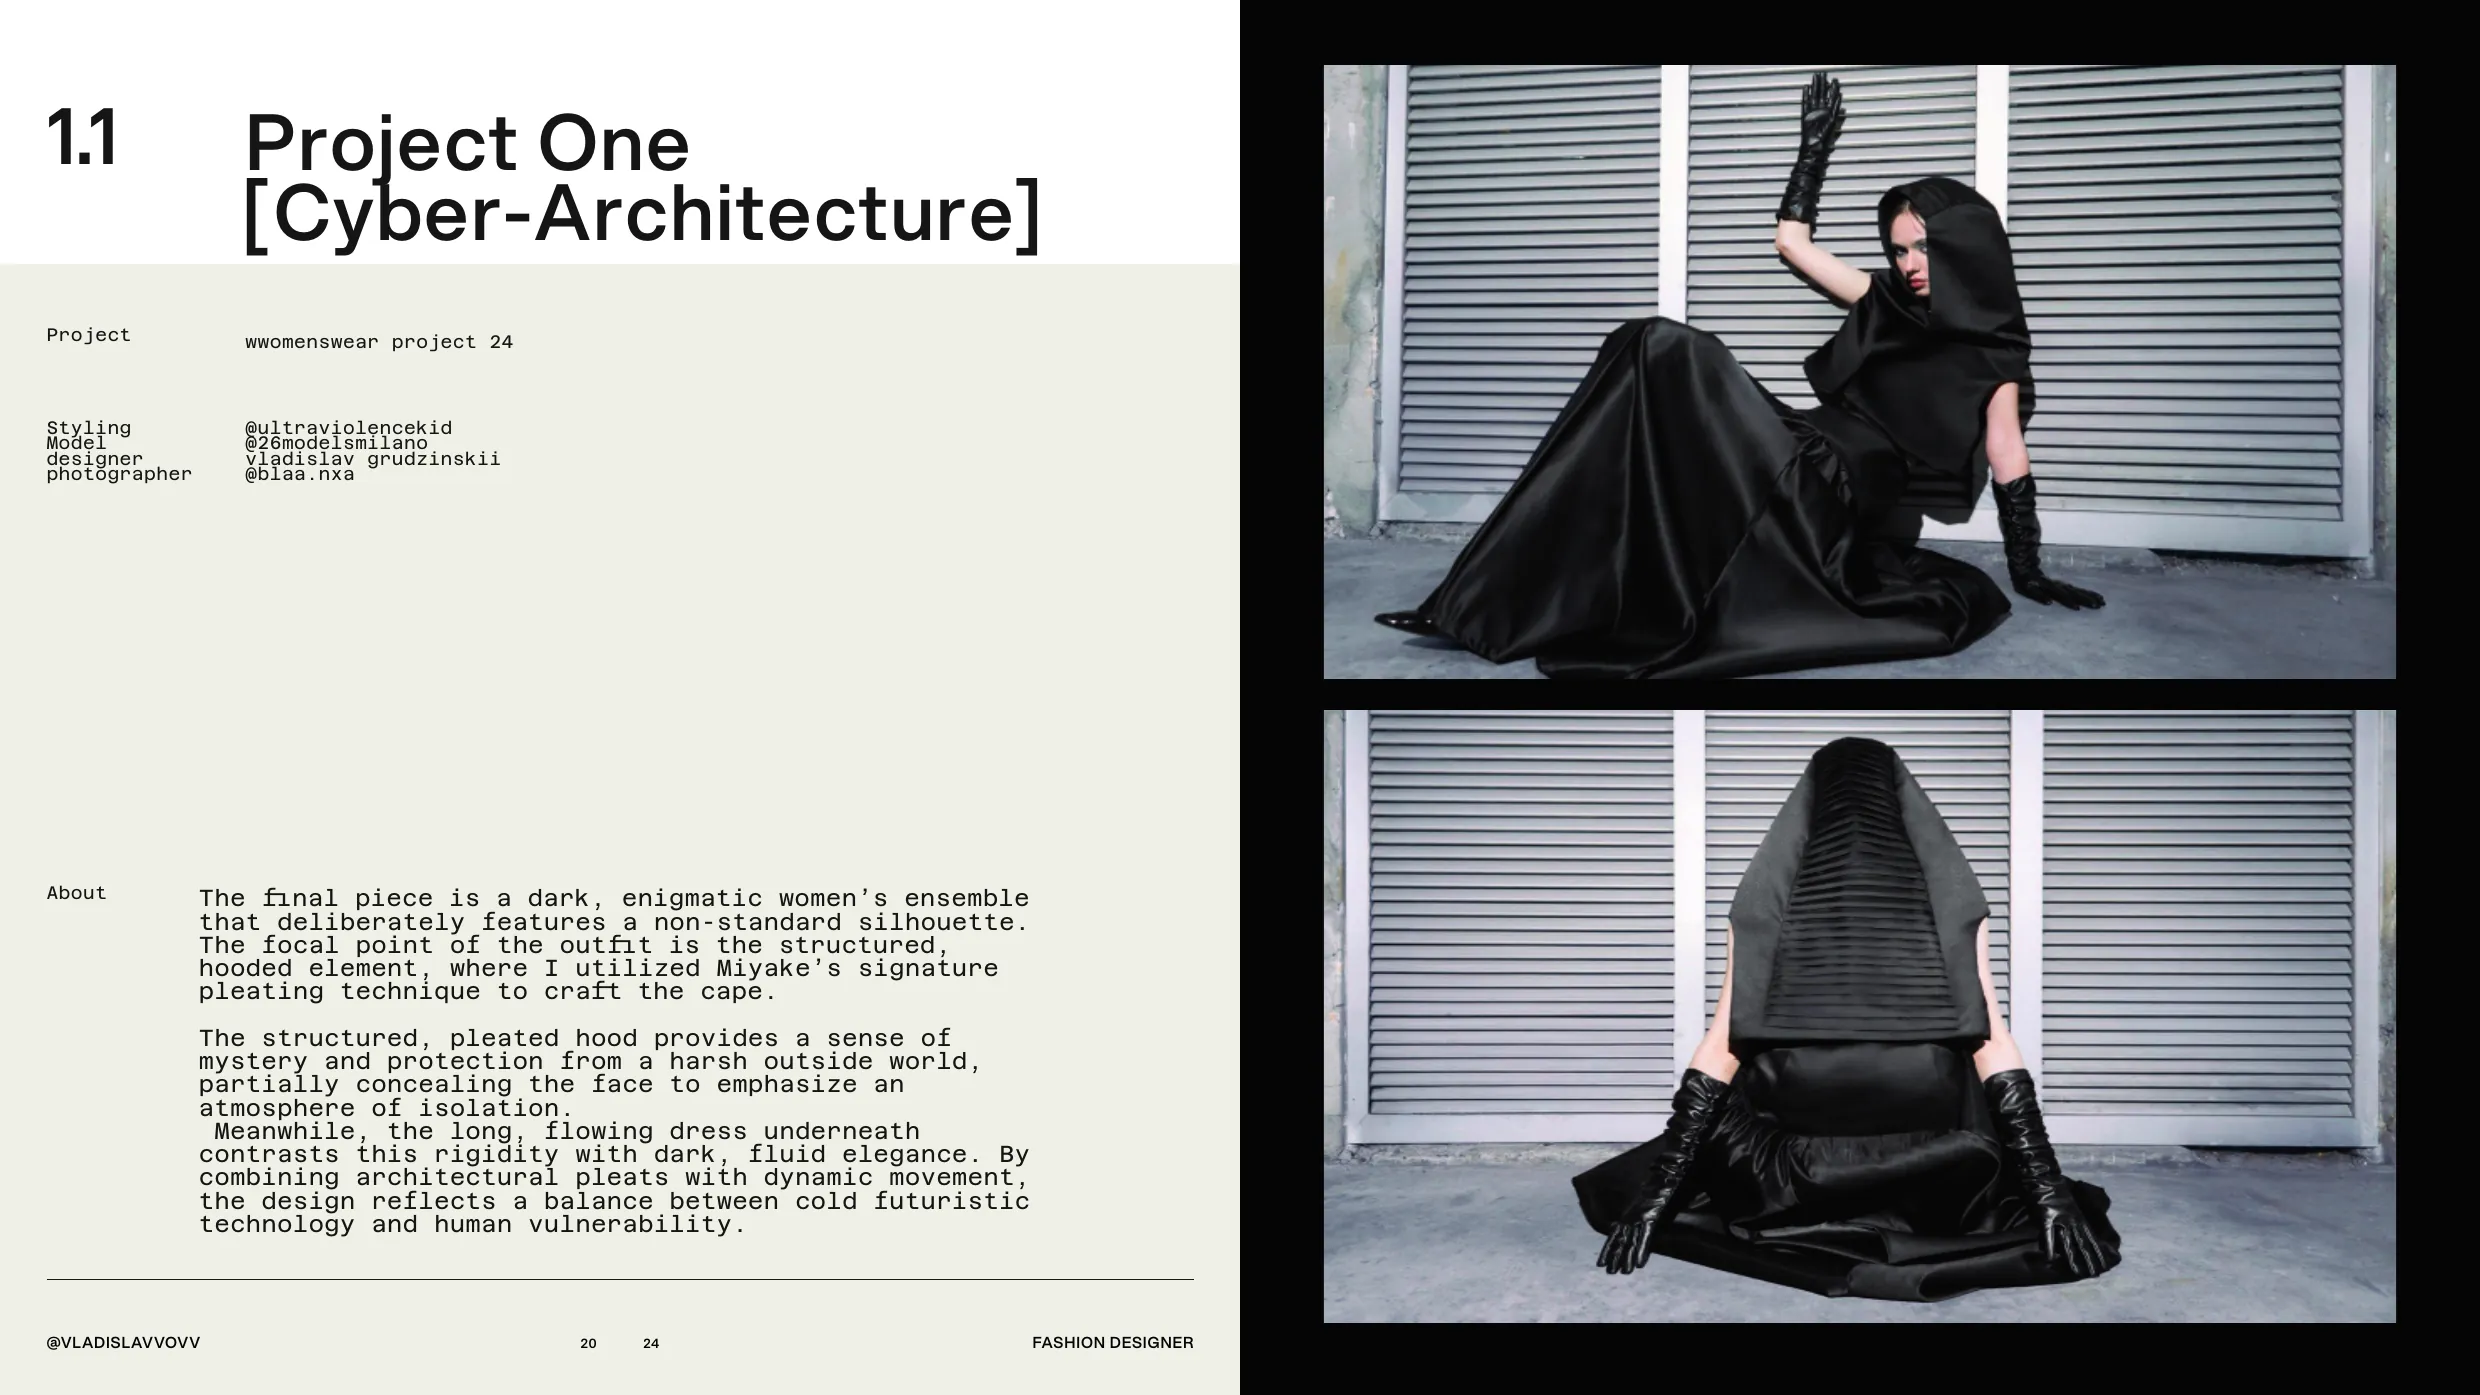 1.1
Project One
[Cyber-Architecture]
Project
wwomenswear project 24
Styling @ultraviolencekid
Model @26modelsmilano
designer vladislav grudzinskii
photographer @blaa.nxa
About
The final piece is a dark, enigmatic women’s ensemble
that deliberately features a non-standard silhouette.
The focal point of the outfit is the structured,
hooded element, where I utilized Miyake’s signature
pleating technique to craft the cape.
The structured, pleated hood provides a sense of
mystery and protection from a harsh outside world,
partially concealing the face to emphasize an
atmosphere of isolation.
Meanwhile, the long, flowing dress underneath
contrasts this rigidity with dark, fluid elegance. By
combining architectural pleats with dynamic movement,
the design reflects a balance between cold futuristic
technology and human vulnerability.
@VLADISLAVVOVV 20 24 FASHION DESIGNER